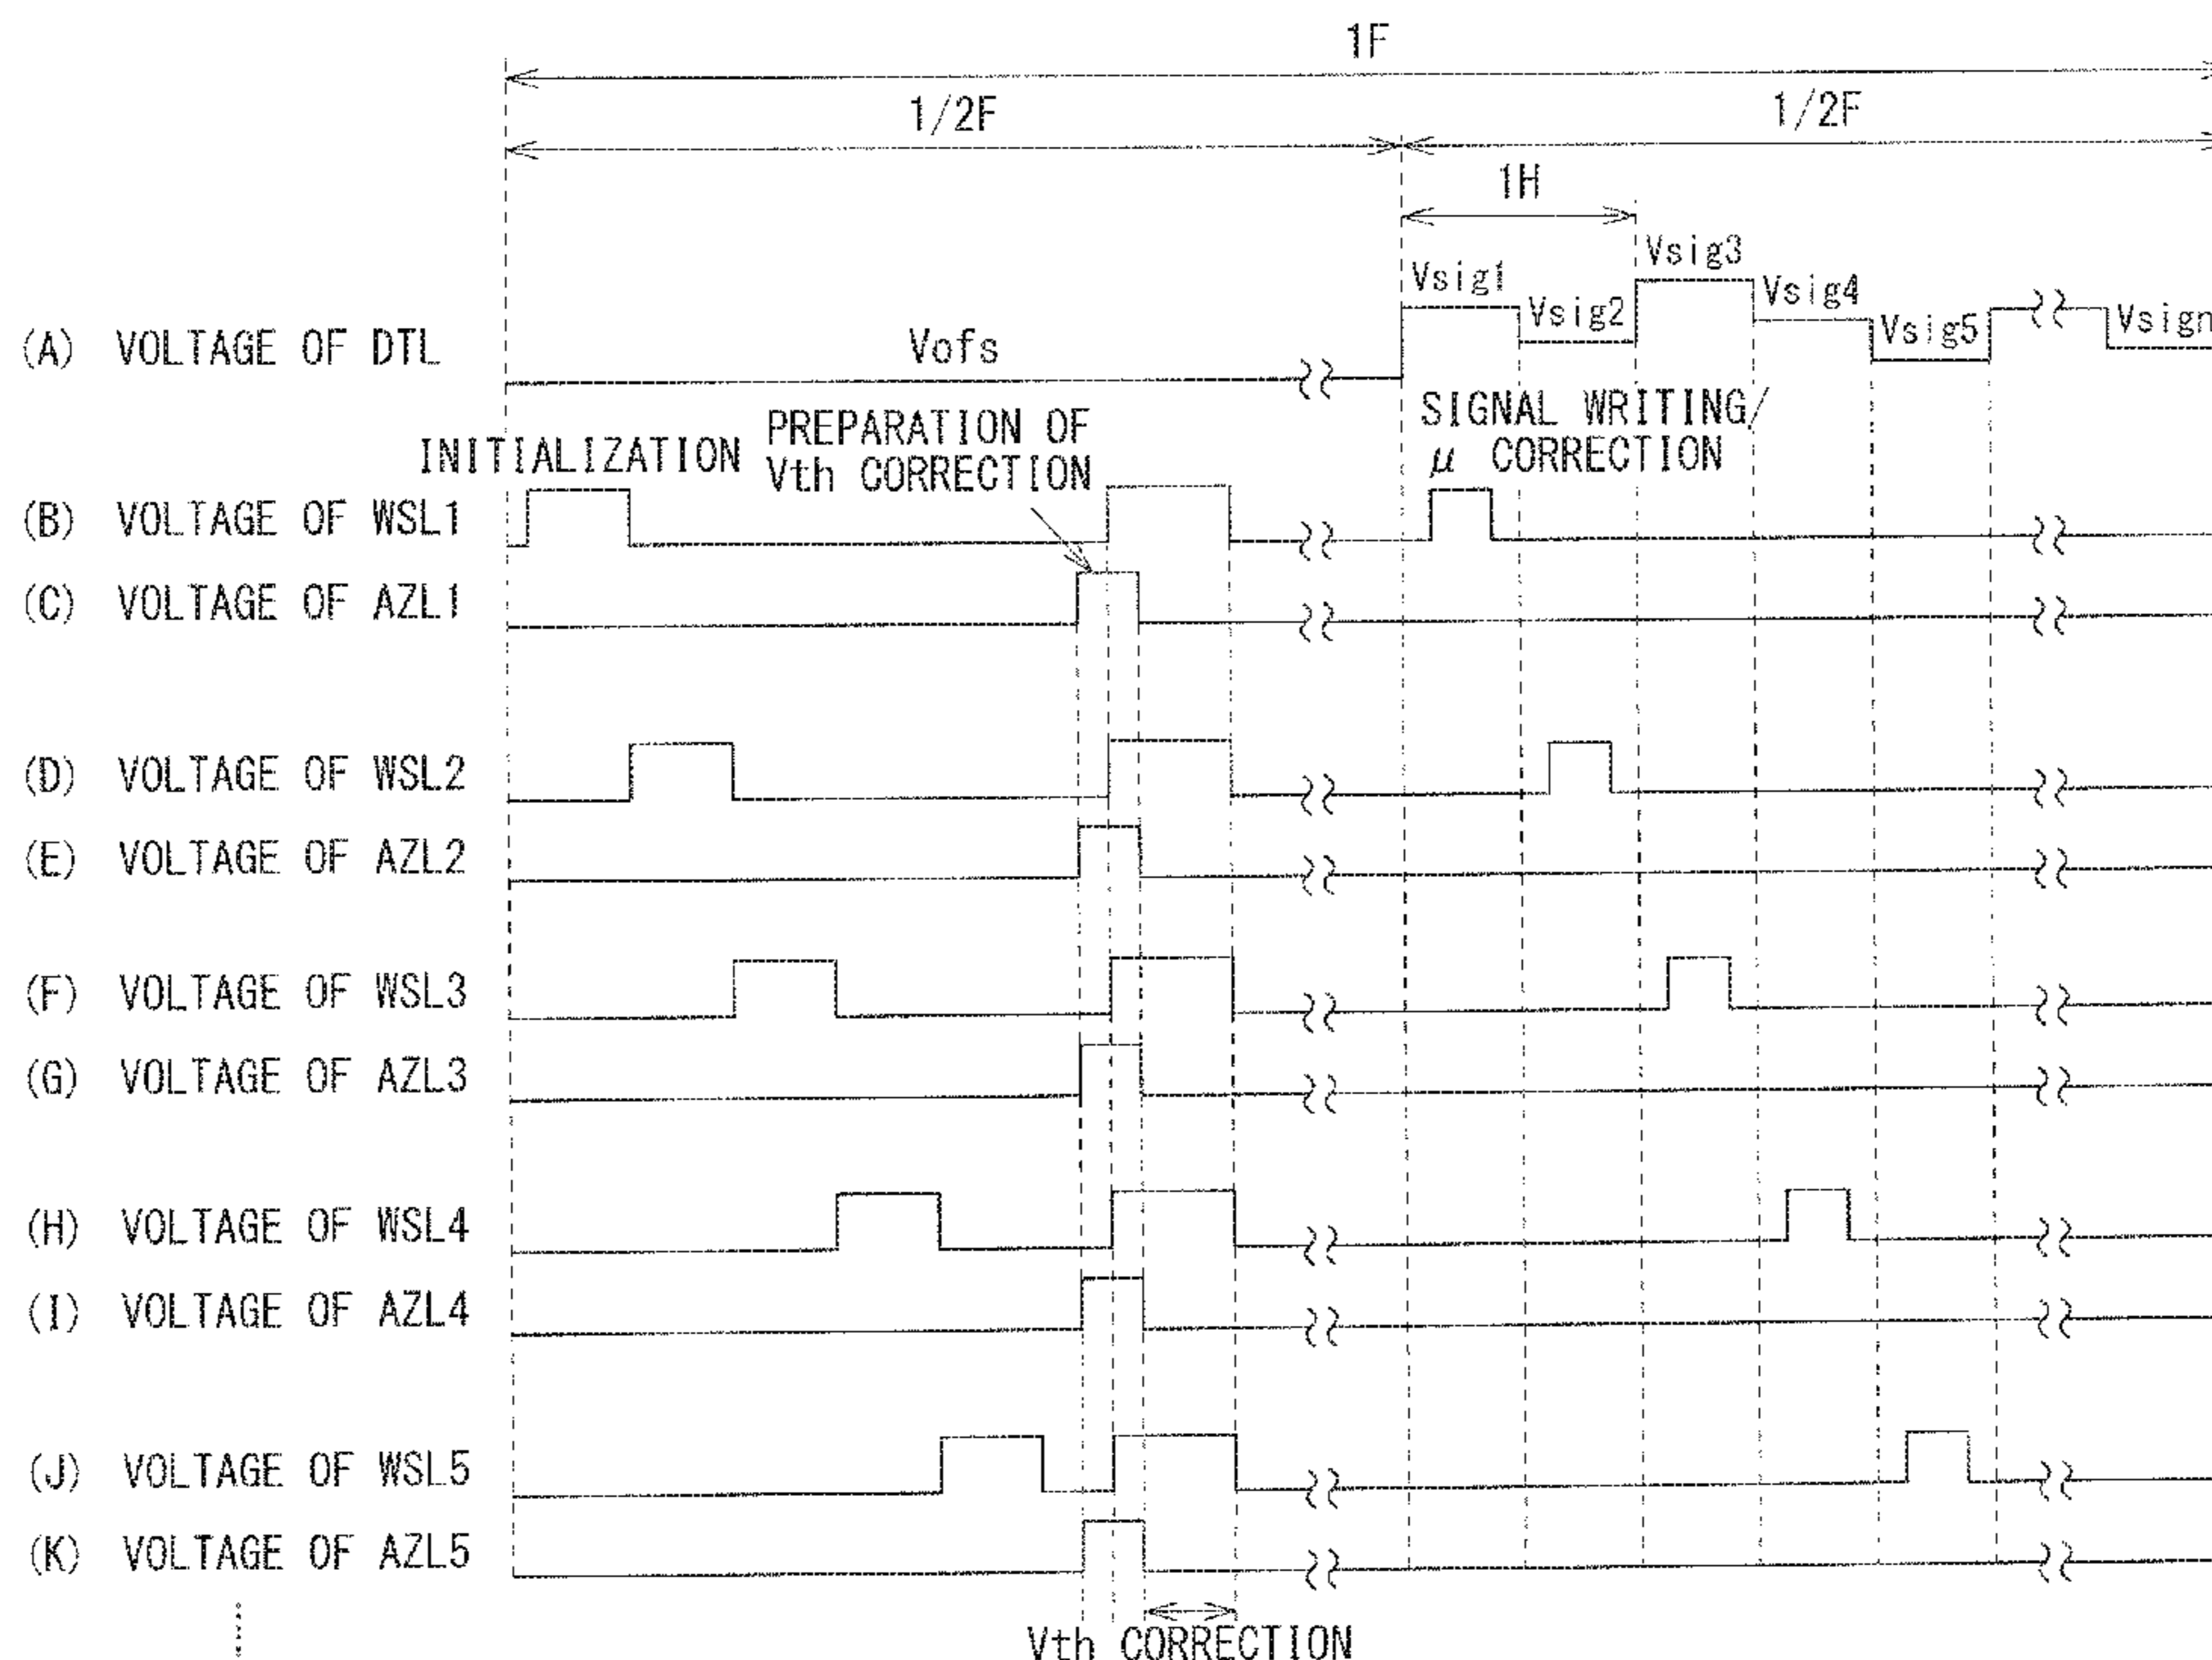 1F
1/2F 1/2F
1H
Vsig1 Vsig2 Vsig3 Vsig4 Vsig5 Vsign
(A) VOLTAGE OF DTL Vofs
INITIALIZATION
PREPARATION OF
Vth CORRECTION
SIGNAL WRITING/
μ CORRECTION
(B) VOLTAGE OF WSL1
(C) VOLTAGE OF AZL1
(D) VOLTAGE OF WSL2
(E) VOLTAGE OF AZL2
(F) VOLTAGE OF WSL3
(G) VOLTAGE OF AZL3
(H) VOLTAGE OF WSL4
(I) VOLTAGE OF AZL4
(J) VOLTAGE OF WSL5
(K) VOLTAGE OF AZL5
Vth CORRECTION